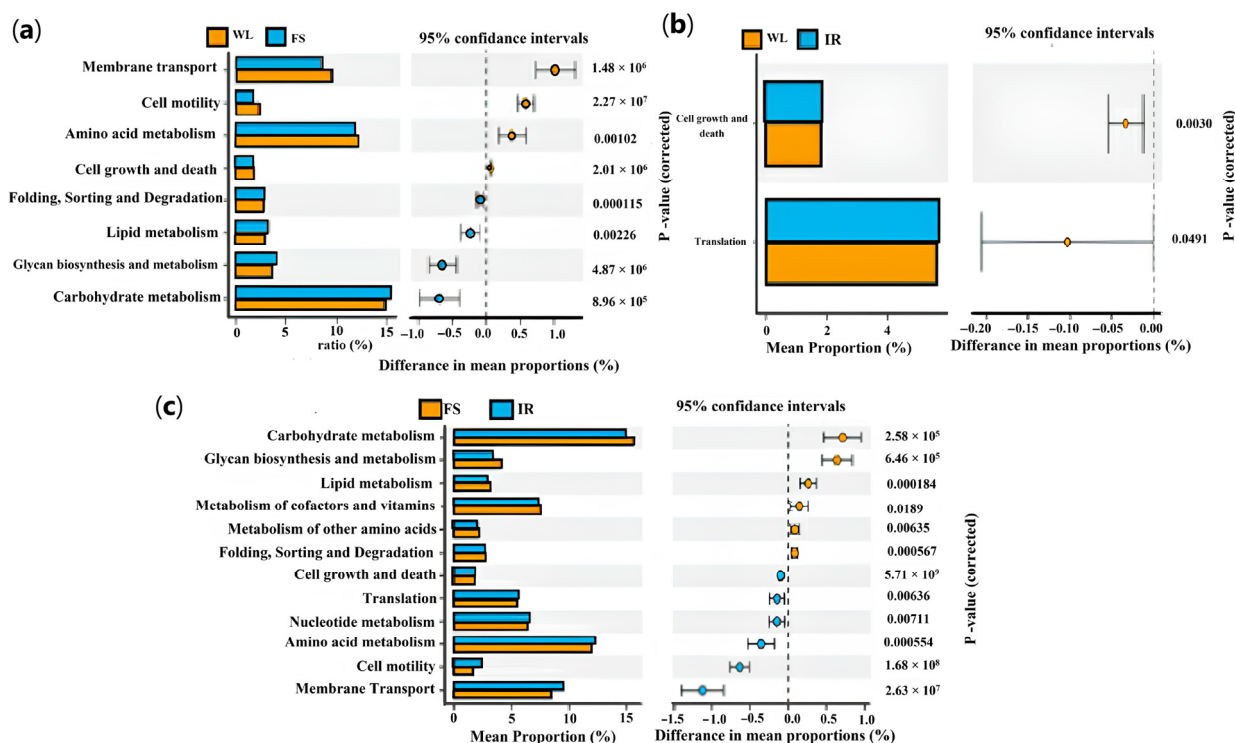 (a)
WL FS
95% confidance intervals
Membrane transport
1.48 × 10⁶
Cell motility
2.27 × 10⁷
Amino acid metabolism
0.00102
Cell growth and death
2.01 × 10⁶
Folding, Sorting and Degradation
0.000115
Lipid metabolism
0.00226
Glycan biosynthesis and metabolism
4.87 × 10⁶
Carbohydrate metabolism
8.96 × 10⁵
P -value (corrected)
0 5 10 15
ratio (%)
−1.0 −0.5 0.0 0.5 1.0
Difference in mean proportions (%)
(b)
WL IR
95% confidance intervals
Cell growth and
death
0.0030
Translation
0.0491
P -value (corrected)
0 2 4
Mean Proportion (%)
−0.20 −0.15 −0.10 −0.05 0.00
Difference in mean proportions (%)
(c)
FS IR
95% confidance intervals
Carbohydrate metabolism
2.58 × 10⁵
Glycan biosynthesis and metabolism
6.46 × 10⁵
Lipid metabolism
0.000184
Metabolism of cofactors and vitamins
0.0189
Metabolism of other amino acids
0.00635
Folding, Sorting and Degradation
0.000567
Cell growth and death
5.71 × 10⁹
Translation
0.00636
Nucleotide metabolism
0.00711
Amino acid metabolism
0.000554
Cell motility
1.68 × 10⁸
Membrane Transport
2.63 × 10⁷
P -value (corrected)
0 5 10 15
Mean Proportion (%)
−1.5 −1.0 −0.5 0.0 0.5 1.0
Difference in mean proportions (%)